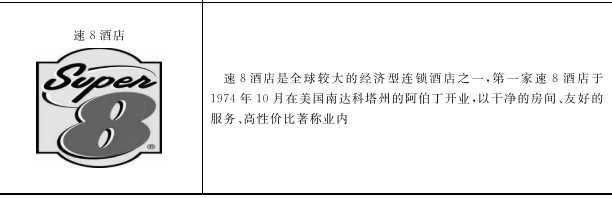 速 8 酒店
Super
8
®
速 8 酒店是全球较大的经济型连锁酒店之一,第一家速 8 酒店于
1974 年 10 月在美国南达科塔州的阿伯丁开业,以干净的房间、友好的
服务、高性价比著称业内